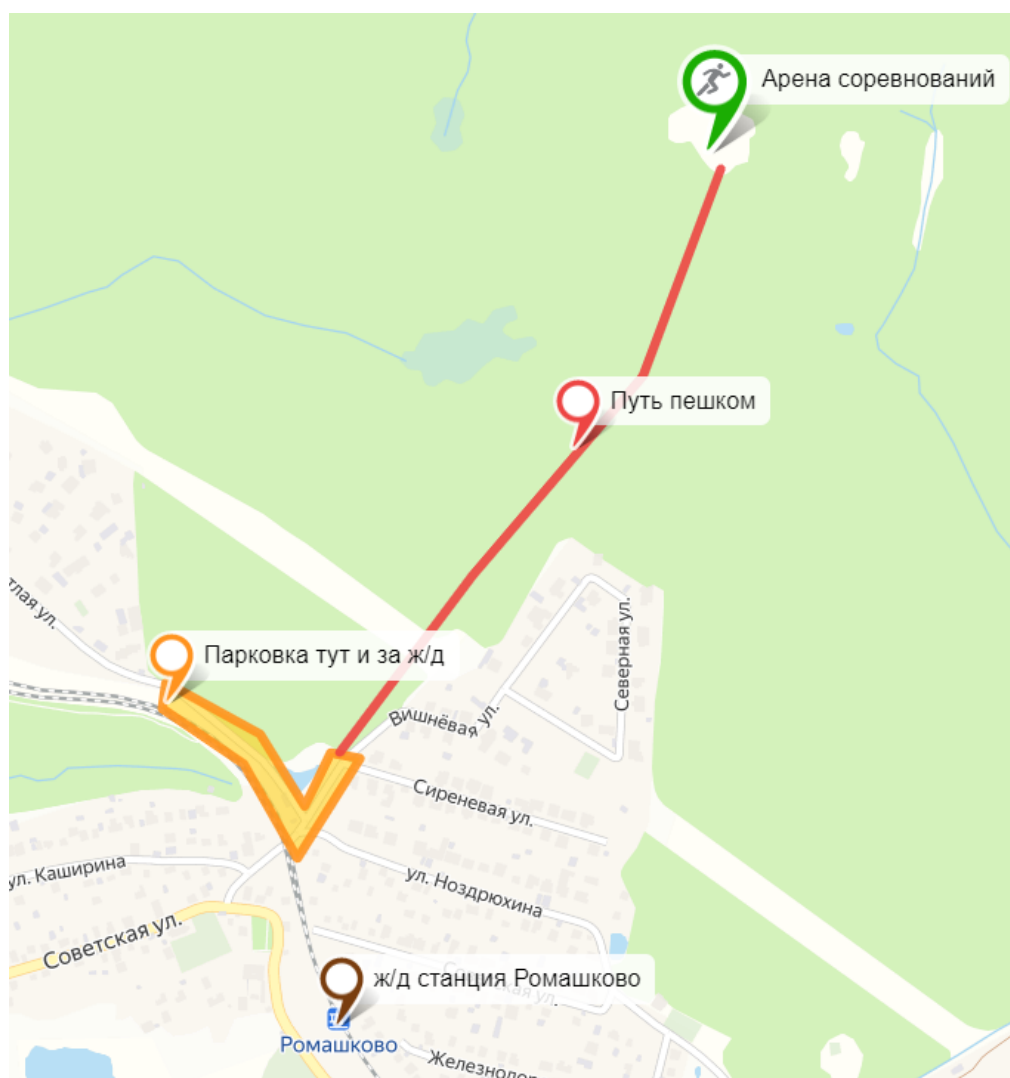 Арена соревнований
Путь пешком
Северная ул.
Парковка тут и за ж/д
Вишнёвая ул.
Сиреневая ул.
ул. Каширина
ул. Ноздрюхина
Советская ул.
ж/д станция Ромашково
ул.
Ромашково